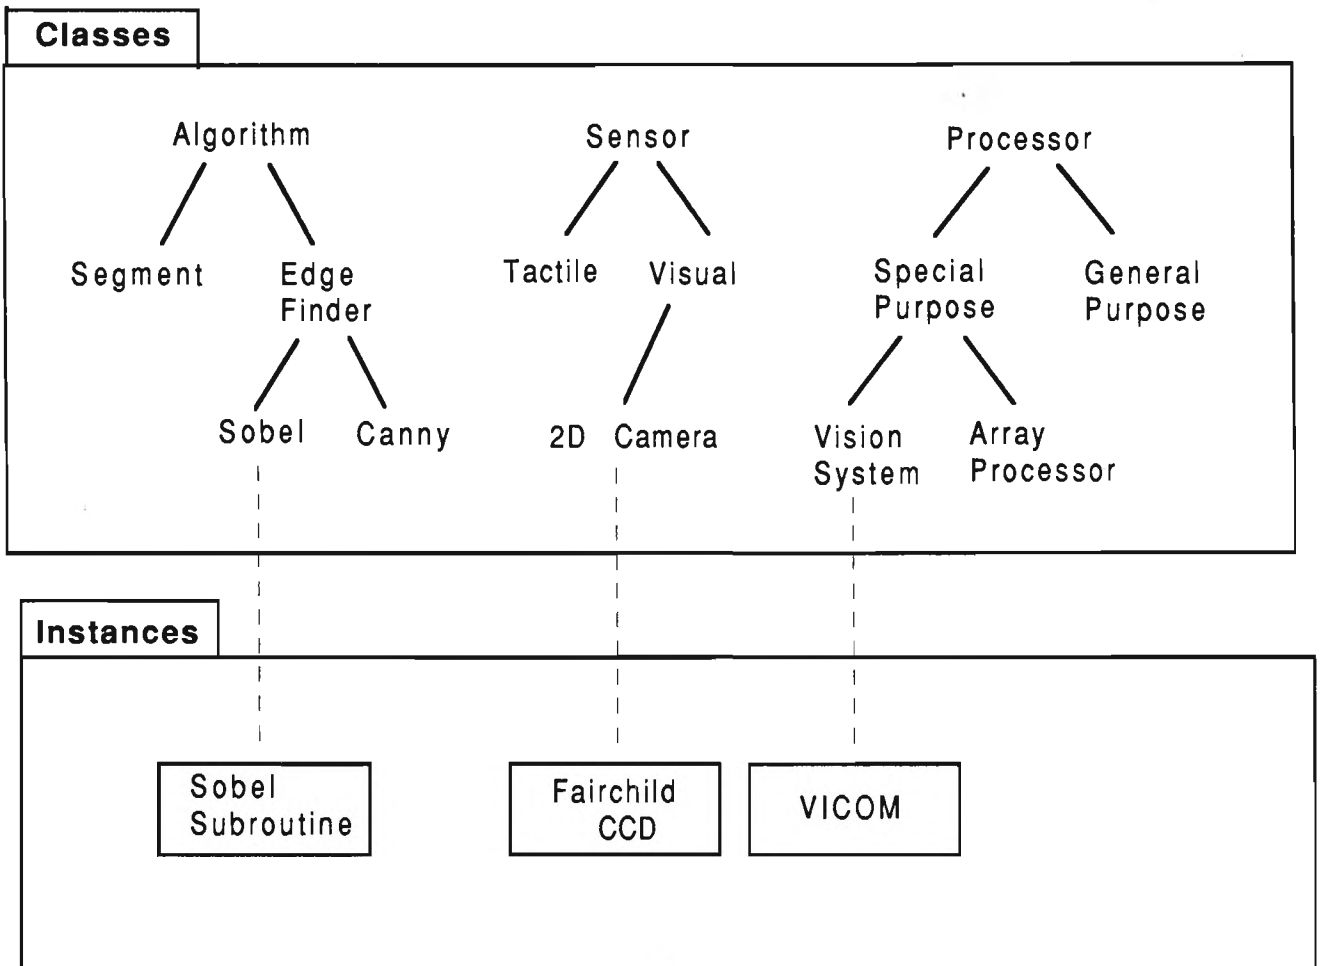 Classes
Algorithm
Sensor
Processor
Segment
Edge
Finder
Tactile
Visual
Special
Purpose
General
Purpose
Sobel
Canny
2D Camera
Vision
System
Array
Processor
Instances
Sobel
Subroutine
Fairchild
CCD
VICOM